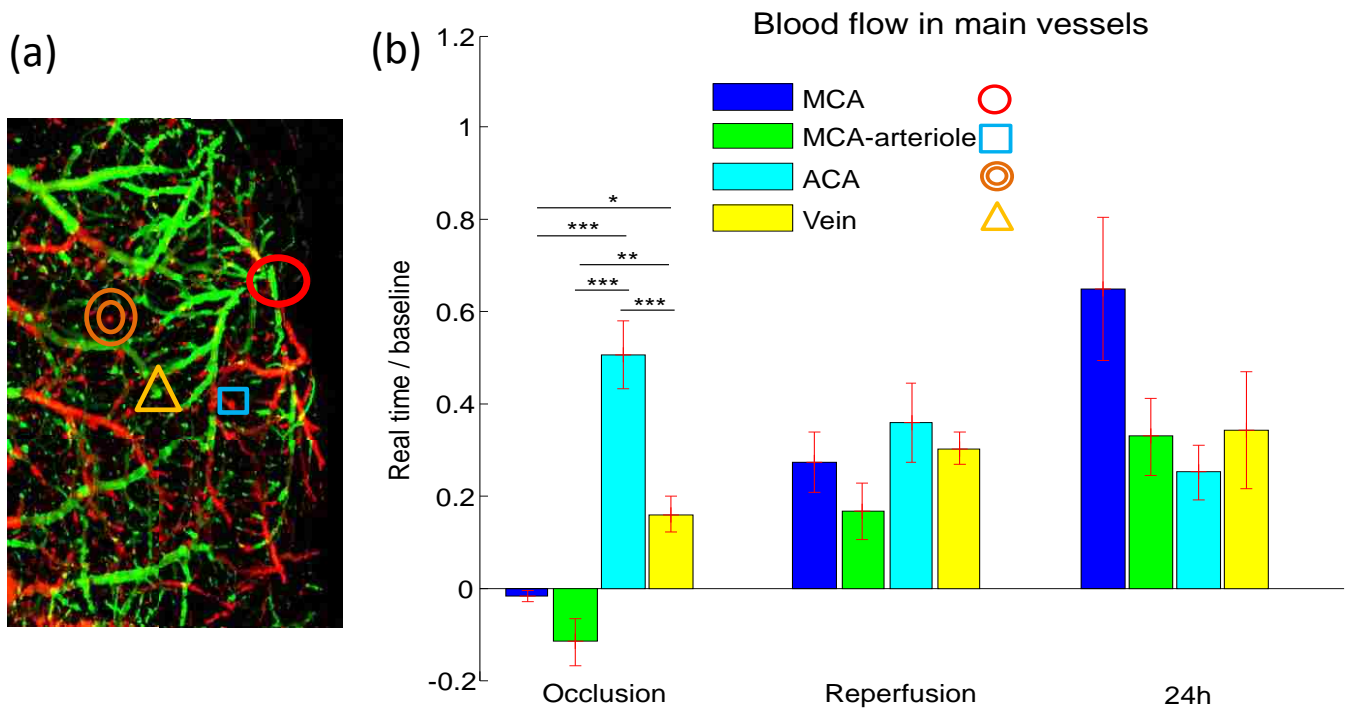 (a)
(b)
Blood flow in main vessels
Real time / baseline
1.2
1
0.8
0.6
0.4
0.2
0
-0.2
MCA
MCA-arteriole
ACA
Vein
*
***
**
***
***
Occlusion Reperfusion 24h